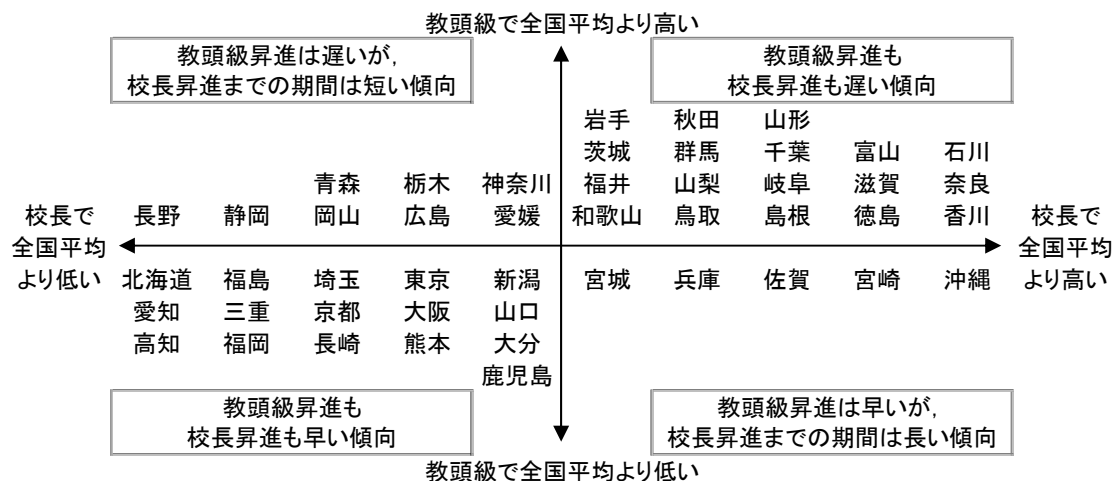 教頭級で全国平均より高い
教頭級昇進は遅いが，
校長昇進までの期間は短い傾向
教頭級昇進も
校長昇進も遅い傾向
岩手 秋田 山形
茨城 群馬 千葉 富山 石川
青森 栃木 神奈川 福井 山梨 岐阜 滋賀 奈良
長野 静岡 岡山 広島 愛媛 和歌山 鳥取 島根 徳島 香川
校長で
全国平均
より低い
校長で
全国平均
より高い
北海道 福島 埼玉 東京 新潟 宮城 兵庫 佐賀 宮崎 沖縄
愛知 三重 京都 大阪 山口
高知 福岡 長崎 熊本 大分
鹿児島
教頭級昇進も
校長昇進も早い傾向
教頭級昇進は早いが，
校長昇進までの期間は長い傾向
教頭級で全国平均より低い